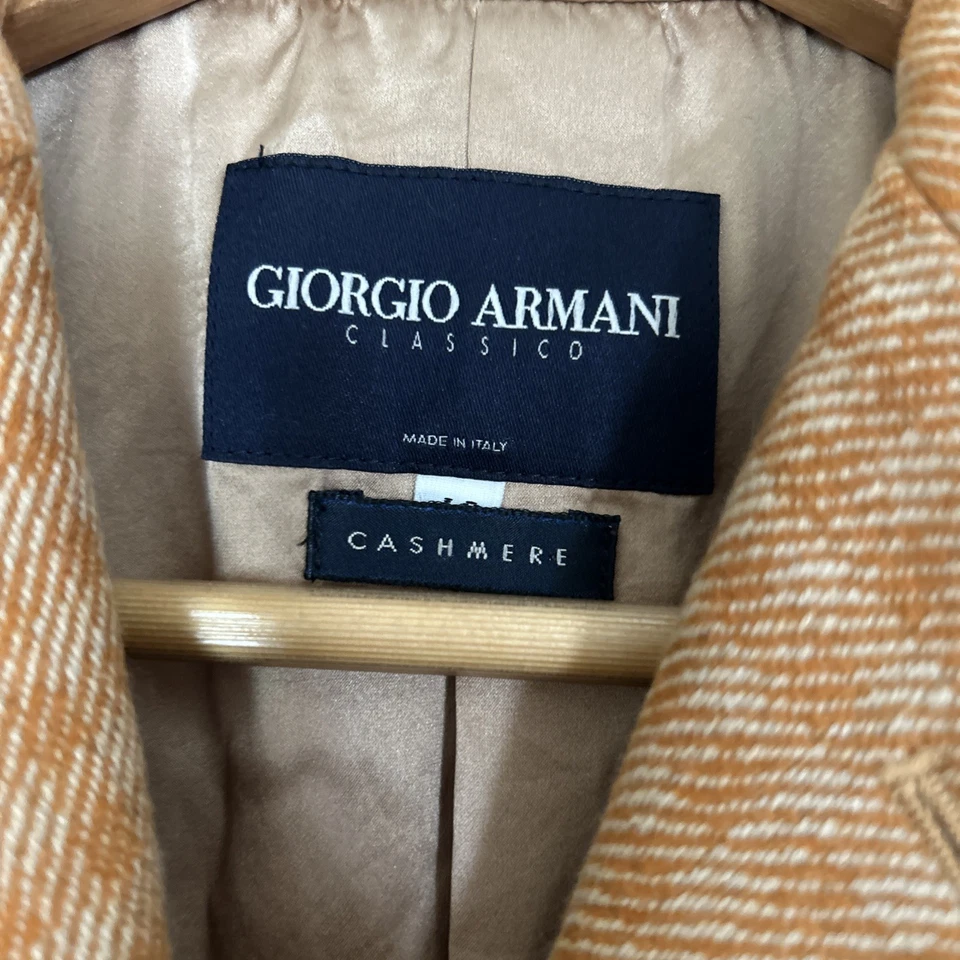 GIORGIO ARMANI
CLASSICO
MADE IN ITALY
CASHMERE